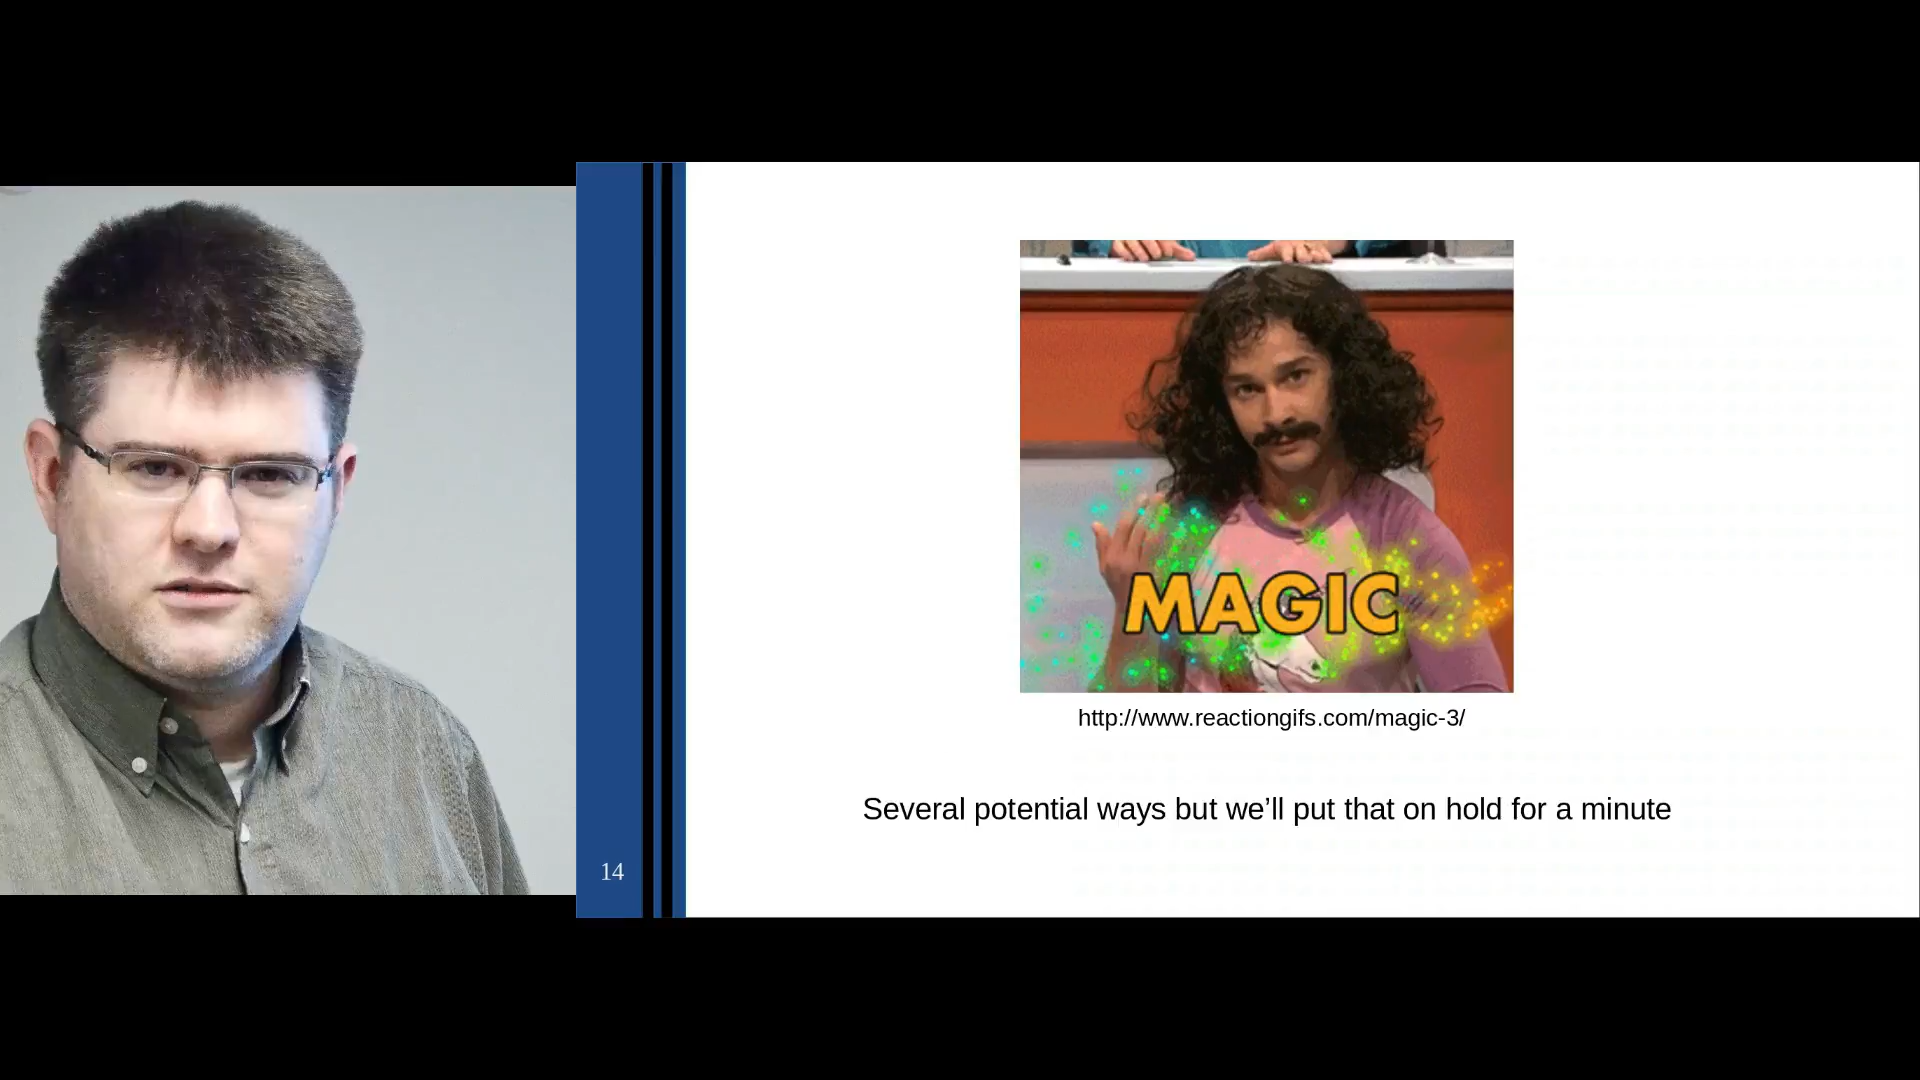 MAGIC
http://www.reactiongifs.com/magic-3/
Several potential ways but we’ll put that on hold for a minute
14